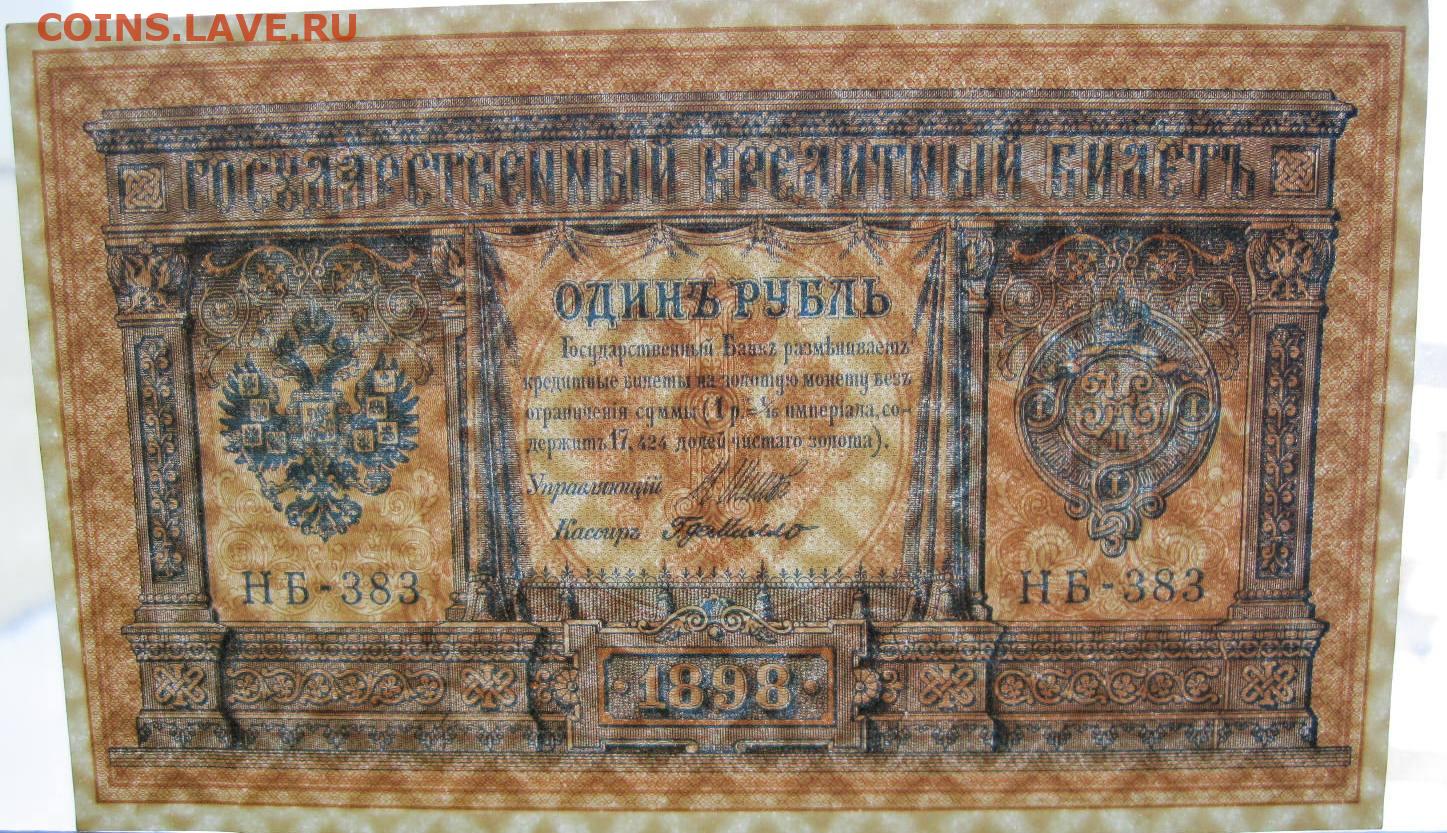 COINS.LAVE.RU
ГОСУДАРСТВЕННЫЙ КРЕДИТНЫЙ БИЛЕТЪ
ОДИНЪ РУБЛЬ
Государственный Банкъ размѣниваетъ
кредитные билеты на золотую монету безъ
ограниченія суммы (1 р. = 1/15 имперіала, со-
держитъ 17,424 долей чистаго золота).
Управляющій
Кассиръ
НБ-383 НБ-383
1898